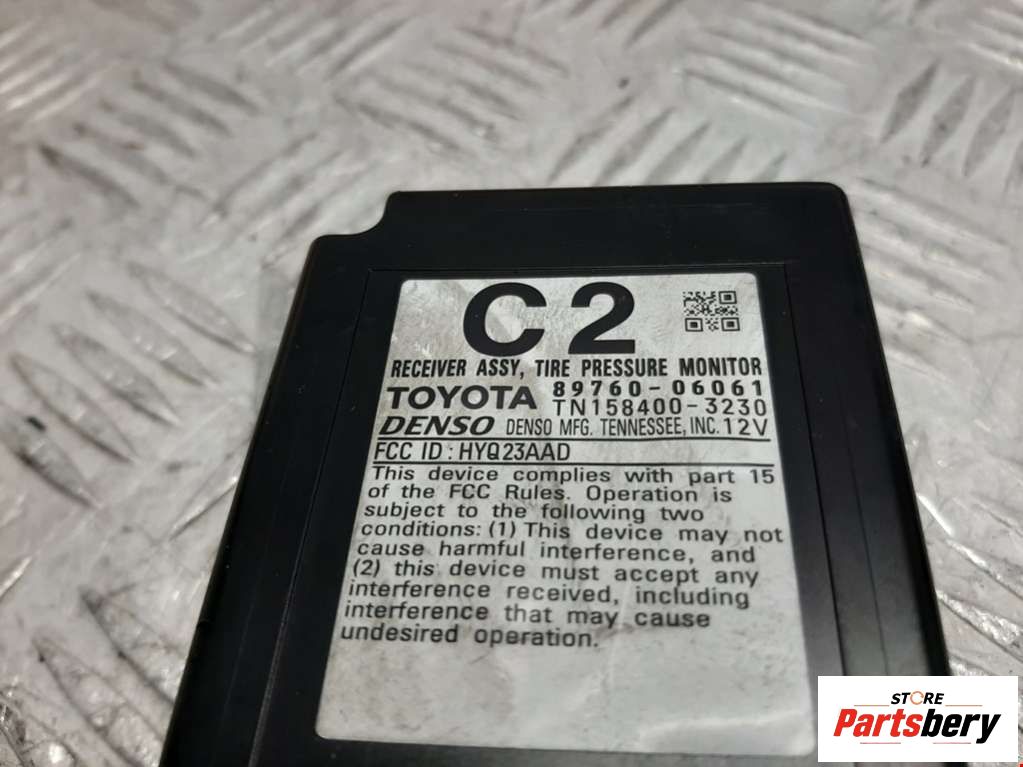 C2
RECEIVER ASSY, TIRE PRESSURE MONITOR
TOYOTA 89760-06061
TN158400-3230
DENSO DENSO MFG. TENNESSEE, INC. 12V
FCC ID : HYQ23AAD
This device complies with part 15
of the FCC Rules. Operation is
subject to the following two
conditions: (1) This device may not
cause harmful interference, and
(2) this device must accept any
interference received, including
interference that may cause
undesired operation.
STORE
Partsbery